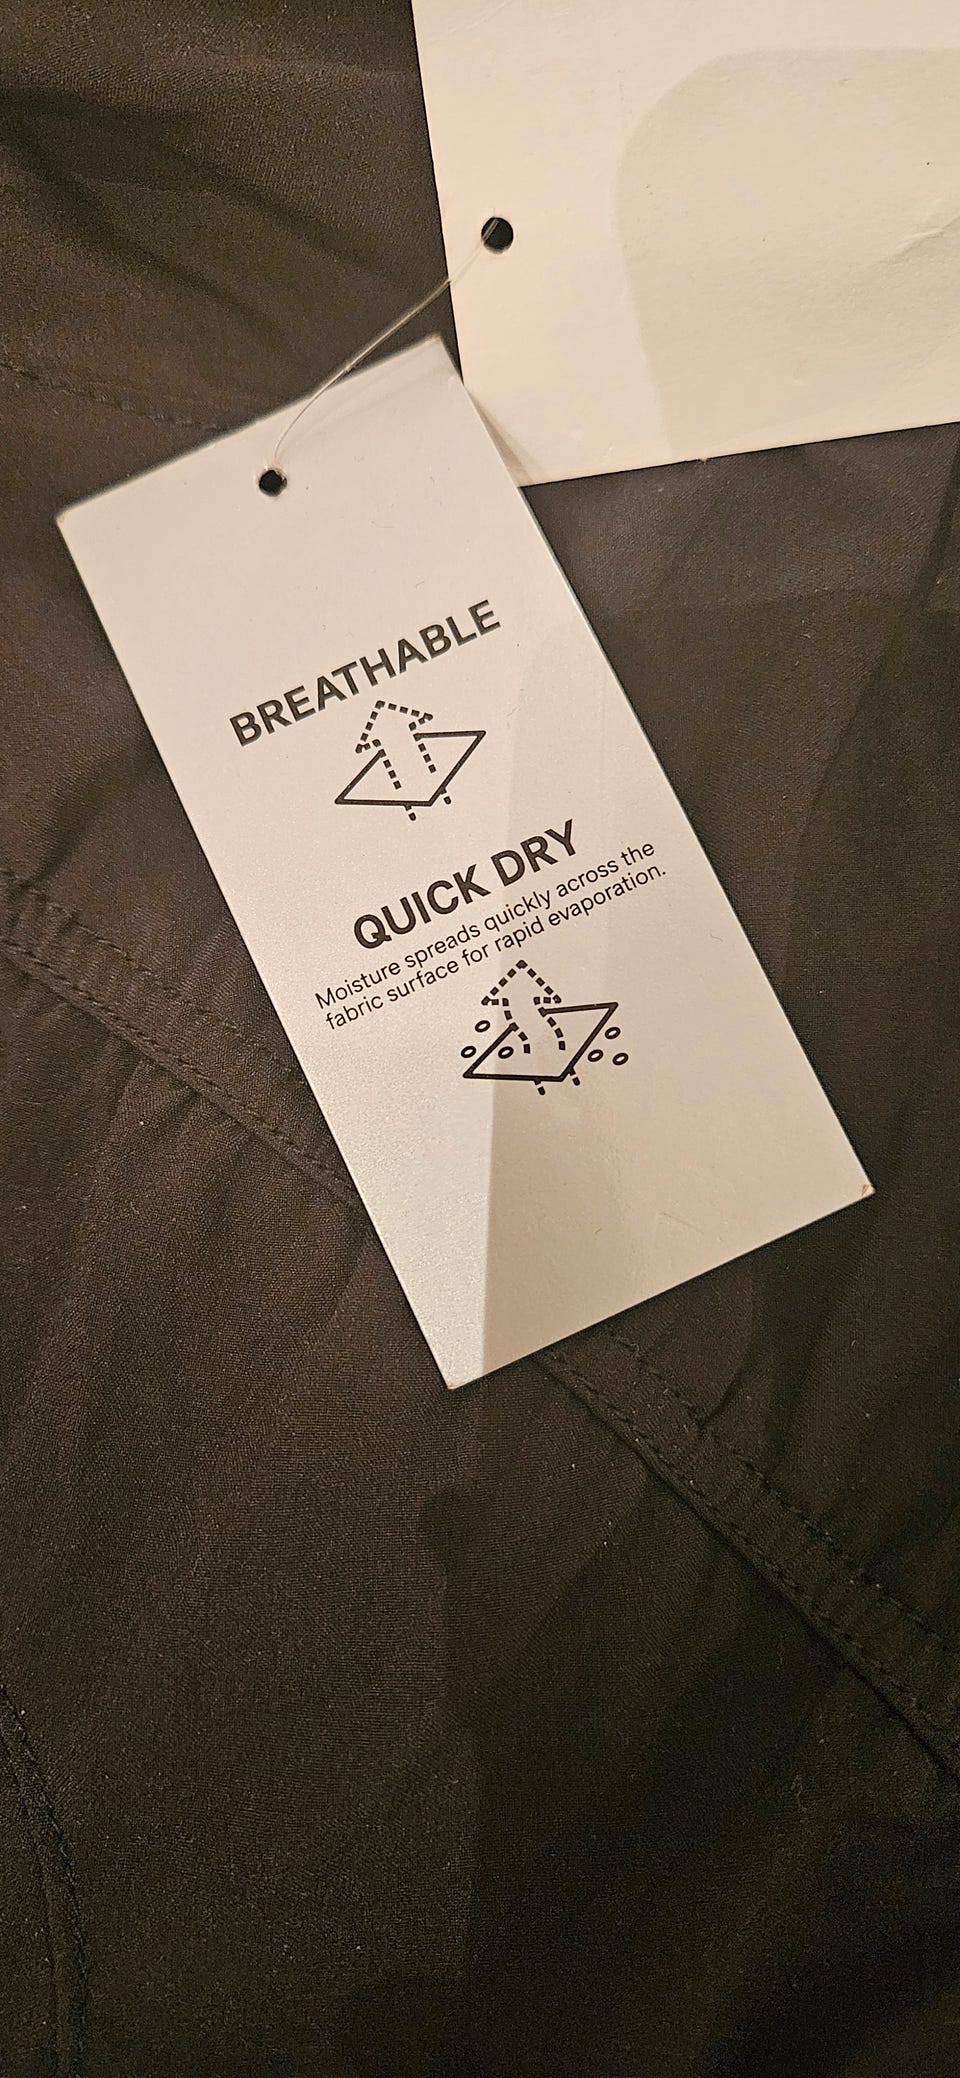 BREATHABLE
QUICK DRY
Moisture spreads quickly across the
fabric surface for rapid evaporation.